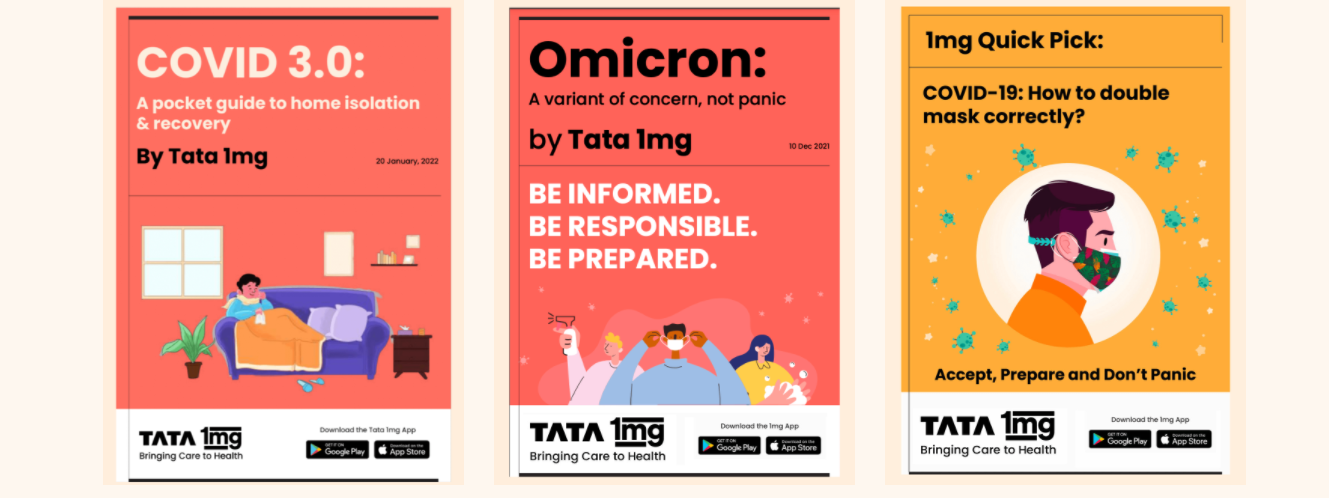 COVID 3.0:
A pocket guide to home isolation
& recovery
By Tata 1mg
20 January, 2022
TATA 1mg
Bringing Care to Health
Download the Tata 1mg App
GET IT ON
Google Play
Download on the
App Store
Omicron:
A variant of concern, not panic
by Tata 1mg
10 Dec 2021
BE INFORMED.
BE RESPONSIBLE.
BE PREPARED.
TATA 1mg
Bringing Care to Health
Download the 1mg App
GET IT ON
Google Play
Download on the
App Store
1mg Quick Pick:
COVID-19: How to double
mask correctly?
Accept, Prepare and Don't Panic
TATA 1mg
Bringing Care to Health
Download the 1mg App
GET IT ON
Google Play
Download on the
App Store